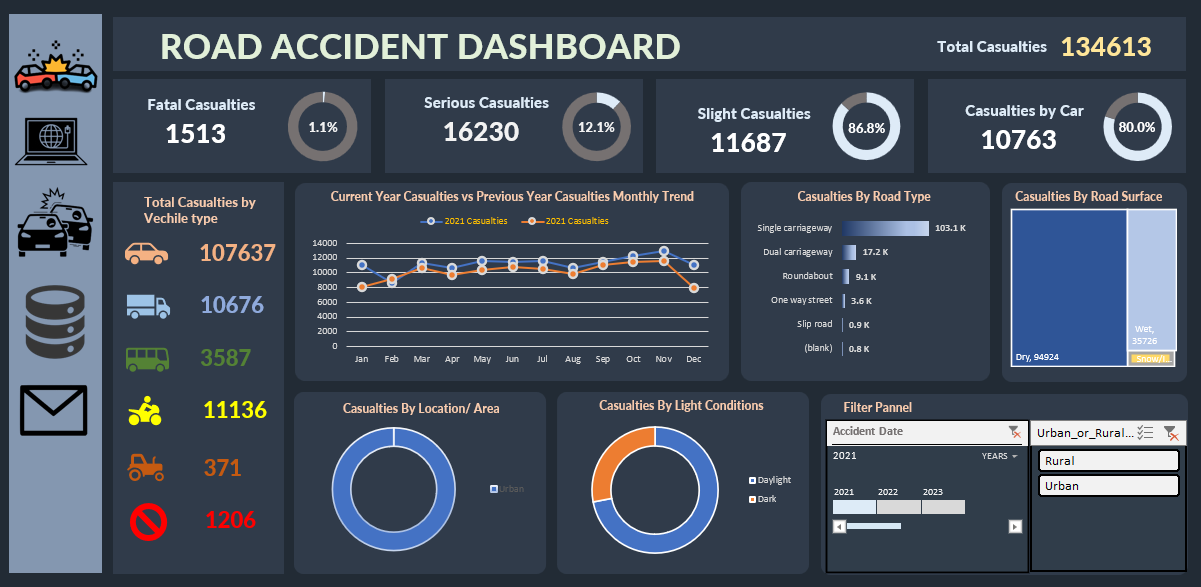 ROAD ACCIDENT DASHBOARD
Total Casualties 134613
Fatal Casualties
1513
1.1%
Serious Casualties
16230
12.1%
Slight Casualties
11687
86.8%
Casualties by Car
10763
80.0%
Total Casualties by
Vechile type
107637
10676
3587
11136
371
1206
Current Year Casualties vs Previous Year Casualties Monthly Trend
2021 Casualties 2021 Casualties
14000
12000
10000
8000
6000
4000
2000
0
Jan Feb Mar Apr May Jun Jul Aug Sep Oct Nov Dec
Casualties By Road Type
Single carriageway 103.1 K
Dual carriageway 17.2 K
Roundabout 9.1 K
One way street 3.6 K
Slip road 0.9 K
(blank) 0.8 K
Casualties By Road Surface
Wet,
35726
Dry, 94924
Snow/I...
Casualties By Location/ Area
Urban
Casualties By Light Conditions
Daylight
Dark
Filter Pannel
Accident Date
2021 YEARS
2021 2022 2023
Urban_or_Rural...
Rural
Urban